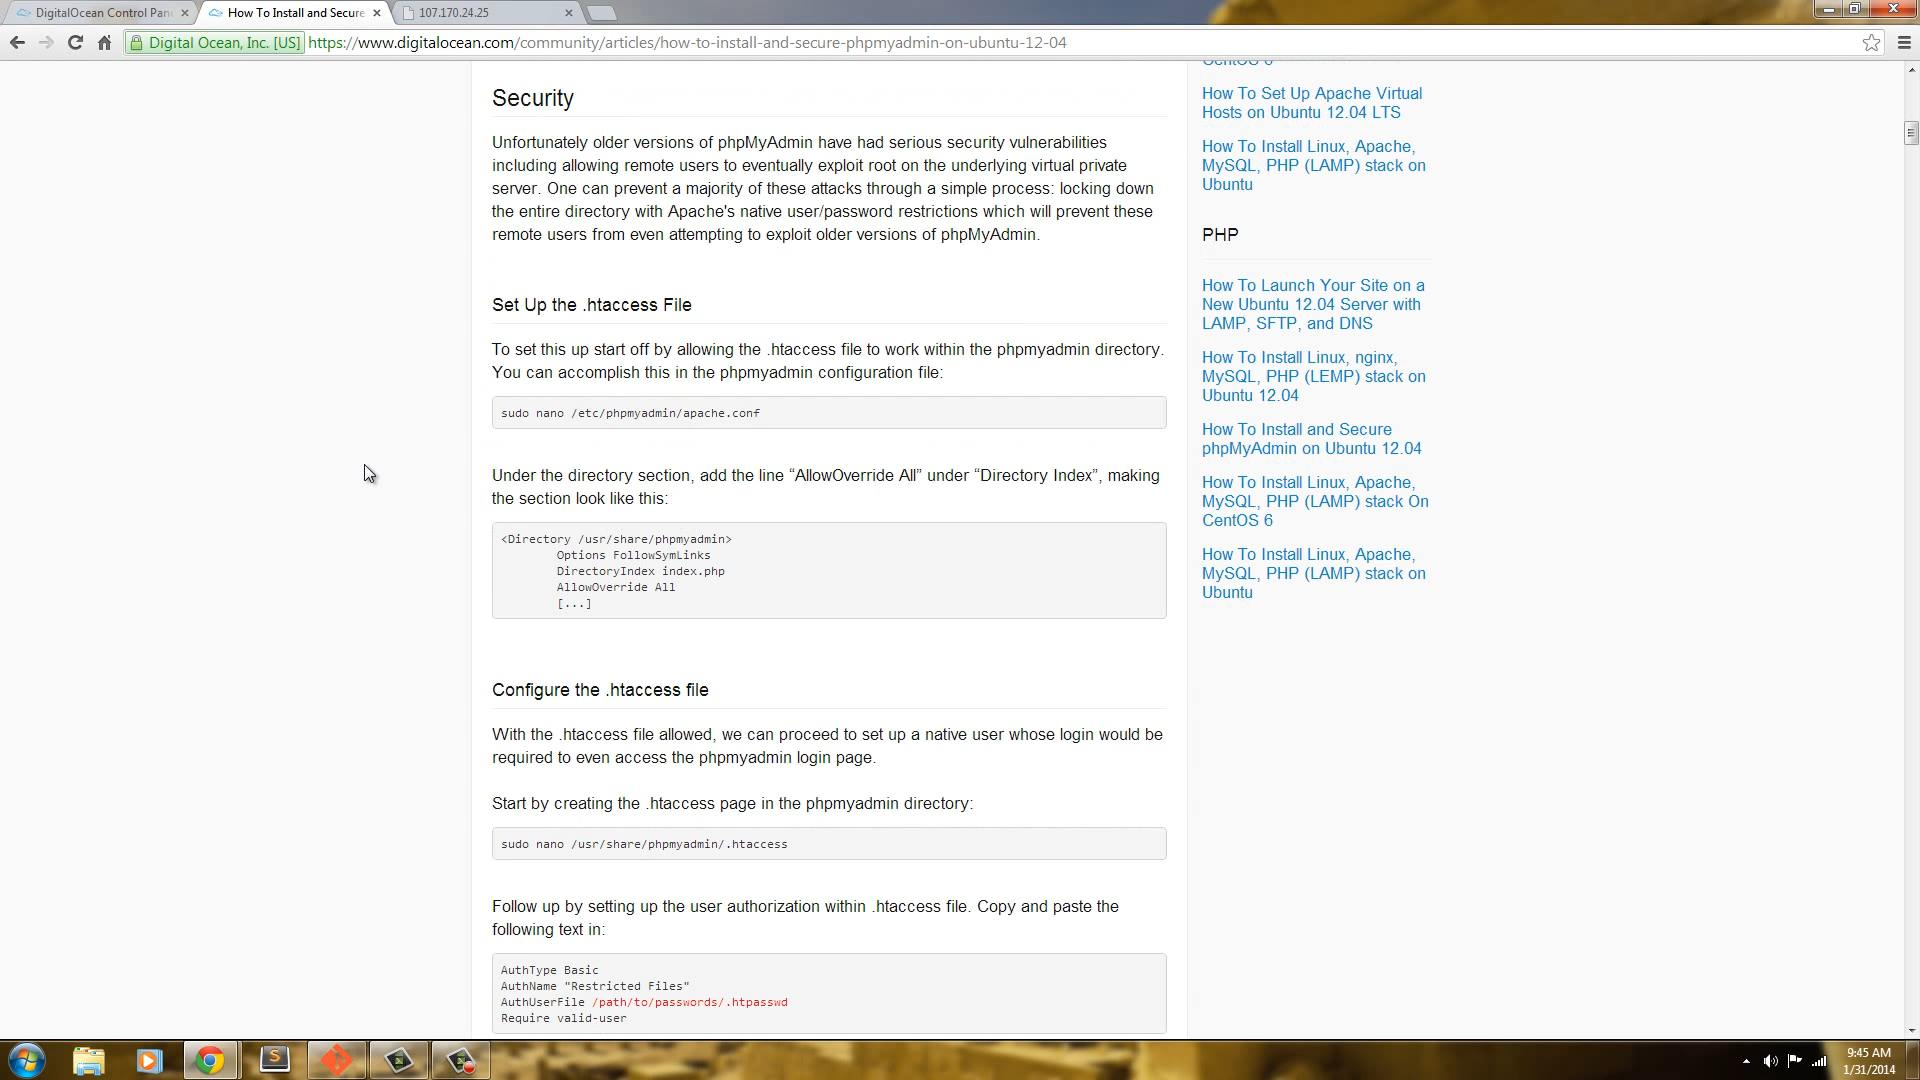 DigitalOcean Control Pan
How To Install and Secure
107.170.24.25
Digital Ocean, Inc. [US]
https://www.digitalocean.com/community/articles/how-to-install-and-secure-phpmyadmin-on-ubuntu-12-04
Security
Unfortunately older versions of phpMyAdmin have had serious security vulnerabilities
including allowing remote users to eventually exploit root on the underlying virtual private
server. One can prevent a majority of these attacks through a simple process: locking down
the entire directory with Apache's native user/password restrictions which will prevent these
remote users from even attempting to exploit older versions of phpMyAdmin.
Set Up the .htaccess File
To set this up start off by allowing the .htaccess file to work within the phpmyadmin directory.
You can accomplish this in the phpmyadmin configuration file:
sudo nano /etc/phpmyadmin/apache.conf
Under the directory section, add the line “AllowOverride All” under “Directory Index”, making
the section look like this:
<Directory /usr/share/phpmyadmin>
Options FollowSymLinks
DirectoryIndex index.php
AllowOverride All
[...]
Configure the .htaccess file
With the .htaccess file allowed, we can proceed to set up a native user whose login would be
required to even access the phpmyadmin login page.
Start by creating the .htaccess page in the phpmyadmin directory:
sudo nano /usr/share/phpmyadmin/.htaccess
Follow up by setting up the user authorization within .htaccess file. Copy and paste the
following text in:
AuthType Basic
AuthName "Restricted Files"
AuthUserFile /path/to/passwords/.htpasswd
Require valid-user
CentOS 6
How To Set Up Apache Virtual
Hosts on Ubuntu 12.04 LTS
How To Install Linux, Apache,
MySQL, PHP (LAMP) stack on
Ubuntu
PHP
How To Launch Your Site on a
New Ubuntu 12.04 Server with
LAMP, SFTP, and DNS
How To Install Linux, nginx,
MySQL, PHP (LEMP) stack on
Ubuntu 12.04
How To Install and Secure
phpMyAdmin on Ubuntu 12.04
How To Install Linux, Apache,
MySQL, PHP (LAMP) stack On
CentOS 6
How To Install Linux, Apache,
MySQL, PHP (LAMP) stack on
Ubuntu
9:45 AM
1/31/2014